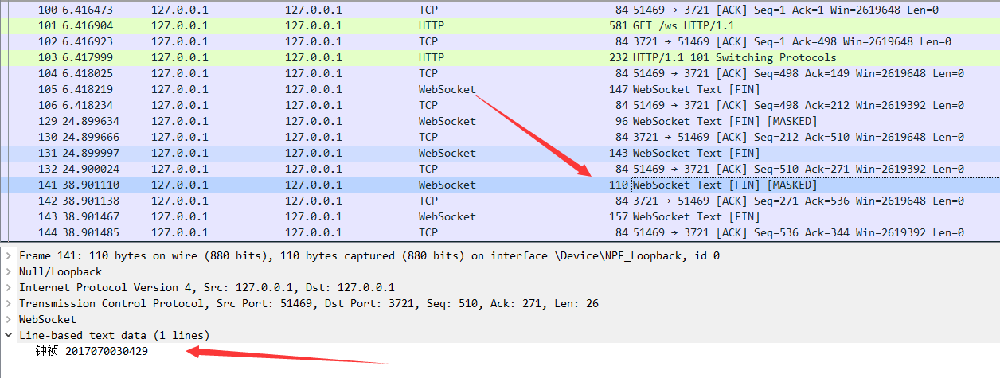 100 6.416473 127.0.0.1 127.0.0.1 TCP 84 51469 → 3721 [ACK] Seq=1 Ack=1 Win=2619648 Len=0
101 6.416904 127.0.0.1 127.0.0.1 HTTP 581 GET /ws HTTP/1.1
102 6.416923 127.0.0.1 127.0.0.1 TCP 84 3721 → 51469 [ACK] Seq=1 Ack=498 Win=2619648 Len=0
103 6.417999 127.0.0.1 127.0.0.1 HTTP 232 HTTP/1.1 101 Switching Protocols
104 6.418025 127.0.0.1 127.0.0.1 TCP 84 51469 → 3721 [ACK] Seq=498 Ack=149 Win=2619648 Len=0
105 6.418219 127.0.0.1 127.0.0.1 WebSocket 147 WebSocket Text [FIN]
106 6.418234 127.0.0.1 127.0.0.1 TCP 84 51469 → 3721 [ACK] Seq=498 Ack=212 Win=2619392 Len=0
129 24.899634 127.0.0.1 127.0.0.1 WebSocket 96 WebSocket Text [FIN] [MASKED]
130 24.899666 127.0.0.1 127.0.0.1 TCP 84 3721 → 51469 [ACK] Seq=212 Ack=510 Win=2619648 Len=0
131 24.899997 127.0.0.1 127.0.0.1 WebSocket 143 WebSocket Text [FIN]
132 24.900024 127.0.0.1 127.0.0.1 TCP 84 51469 → 3721 [ACK] Seq=510 Ack=271 Win=2619392 Len=0
141 38.901110 127.0.0.1 127.0.0.1 WebSocket 110 WebSocket Text [FIN] [MASKED]
142 38.901138 127.0.0.1 127.0.0.1 TCP 84 3721 → 51469 [ACK] Seq=271 Ack=536 Win=2619648 Len=0
143 38.901467 127.0.0.1 127.0.0.1 WebSocket 157 WebSocket Text [FIN]
144 38.901485 127.0.0.1 127.0.0.1 TCP 84 51469 → 3721 [ACK] Seq=536 Ack=344 Win=2619392 Len=0
Frame 141: 110 bytes on wire (880 bits), 110 bytes captured (880 bits) on interface \Device\NPF_Loopback, id 0
Null/Loopback
Internet Protocol Version 4, Src: 127.0.0.1, Dst: 127.0.0.1
Transmission Control Protocol, Src Port: 51469, Dst Port: 3721, Seq: 510, Ack: 271, Len: 26
WebSocket
Line-based text data (1 lines)
钟祯 2017070030429